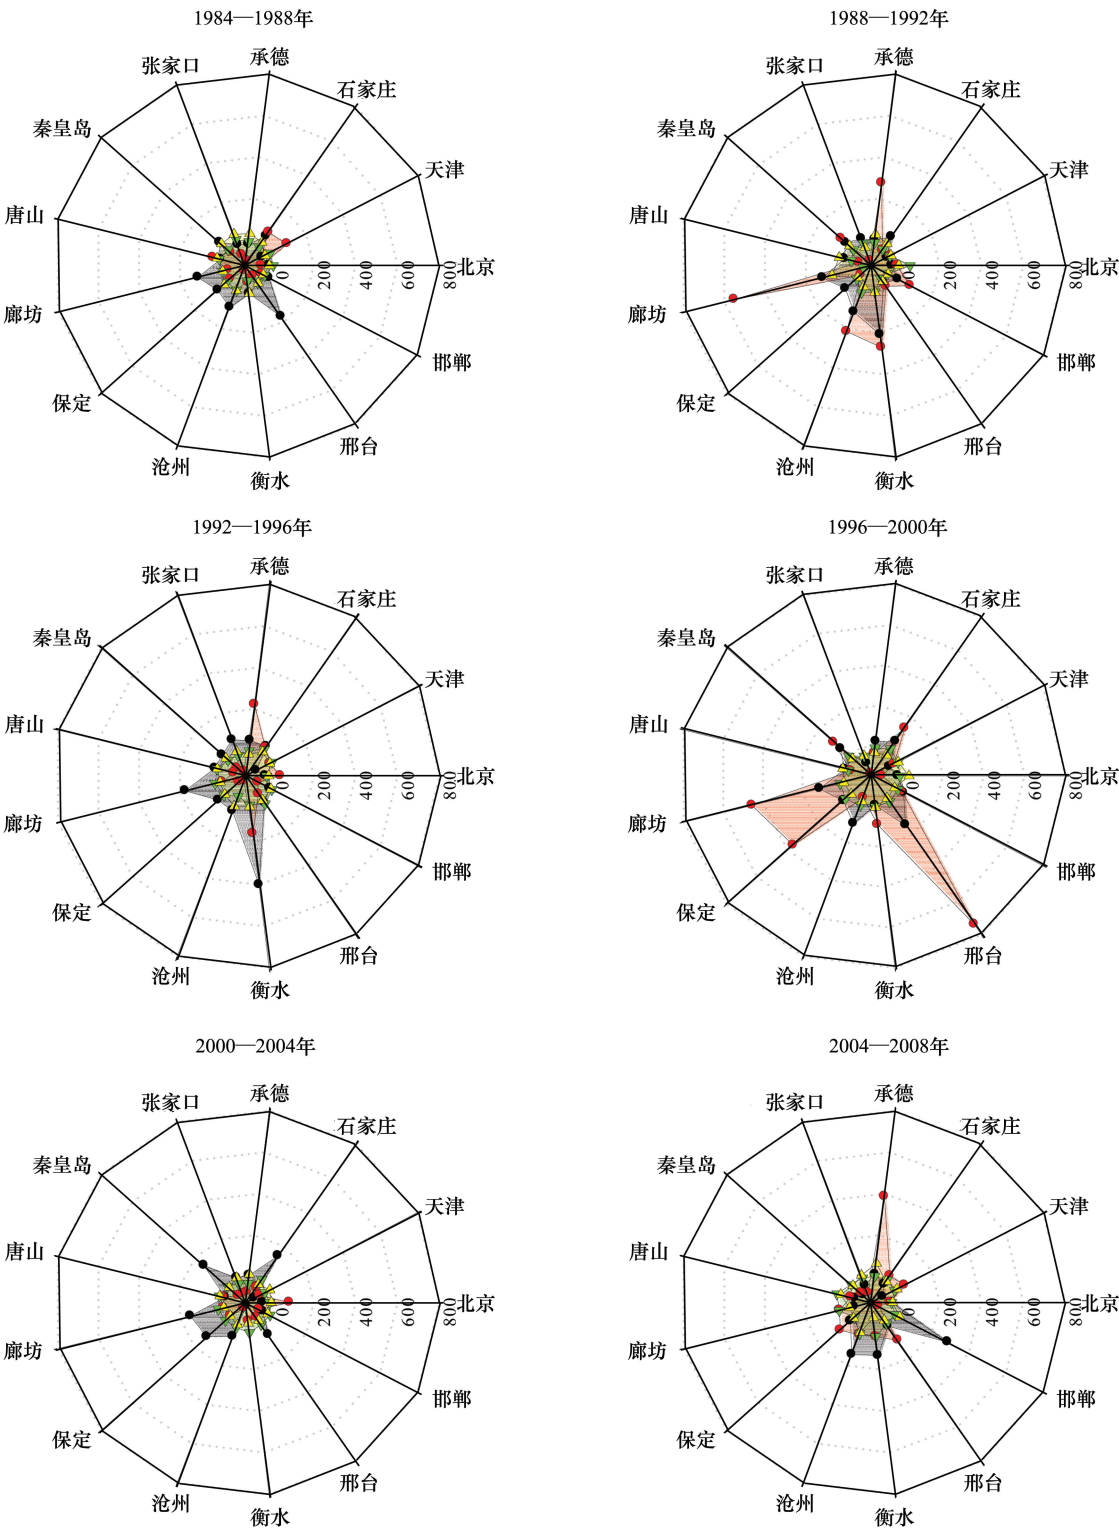 1984—1988年
承德
张家口
石家庄
秦皇岛
天津
唐山
0 200 400 600 800
北京
廊坊
邯郸
保定
邢台
沧州
衡水
1988—1992年
承德
张家口
石家庄
秦皇岛
天津
唐山
0 200 400 600 800
北京
廊坊
邯郸
保定
邢台
沧州
衡水
1992—1996年
承德
张家口
石家庄
秦皇岛
天津
唐山
0 200 400 600 800
北京
廊坊
邯郸
保定
邢台
沧州
衡水
1996—2000年
承德
张家口
石家庄
秦皇岛
天津
唐山
0 200 400 600 800
北京
廊坊
邯郸
保定
邢台
沧州
衡水
2000—2004年
承德
张家口
石家庄
秦皇岛
天津
唐山
0 200 400 600 800
北京
廊坊
邯郸
保定
邢台
沧州
衡水
2004—2008年
承德
张家口
石家庄
秦皇岛
天津
唐山
0 200 400 600 800
北京
廊坊
邯郸
保定
邢台
沧州
衡水